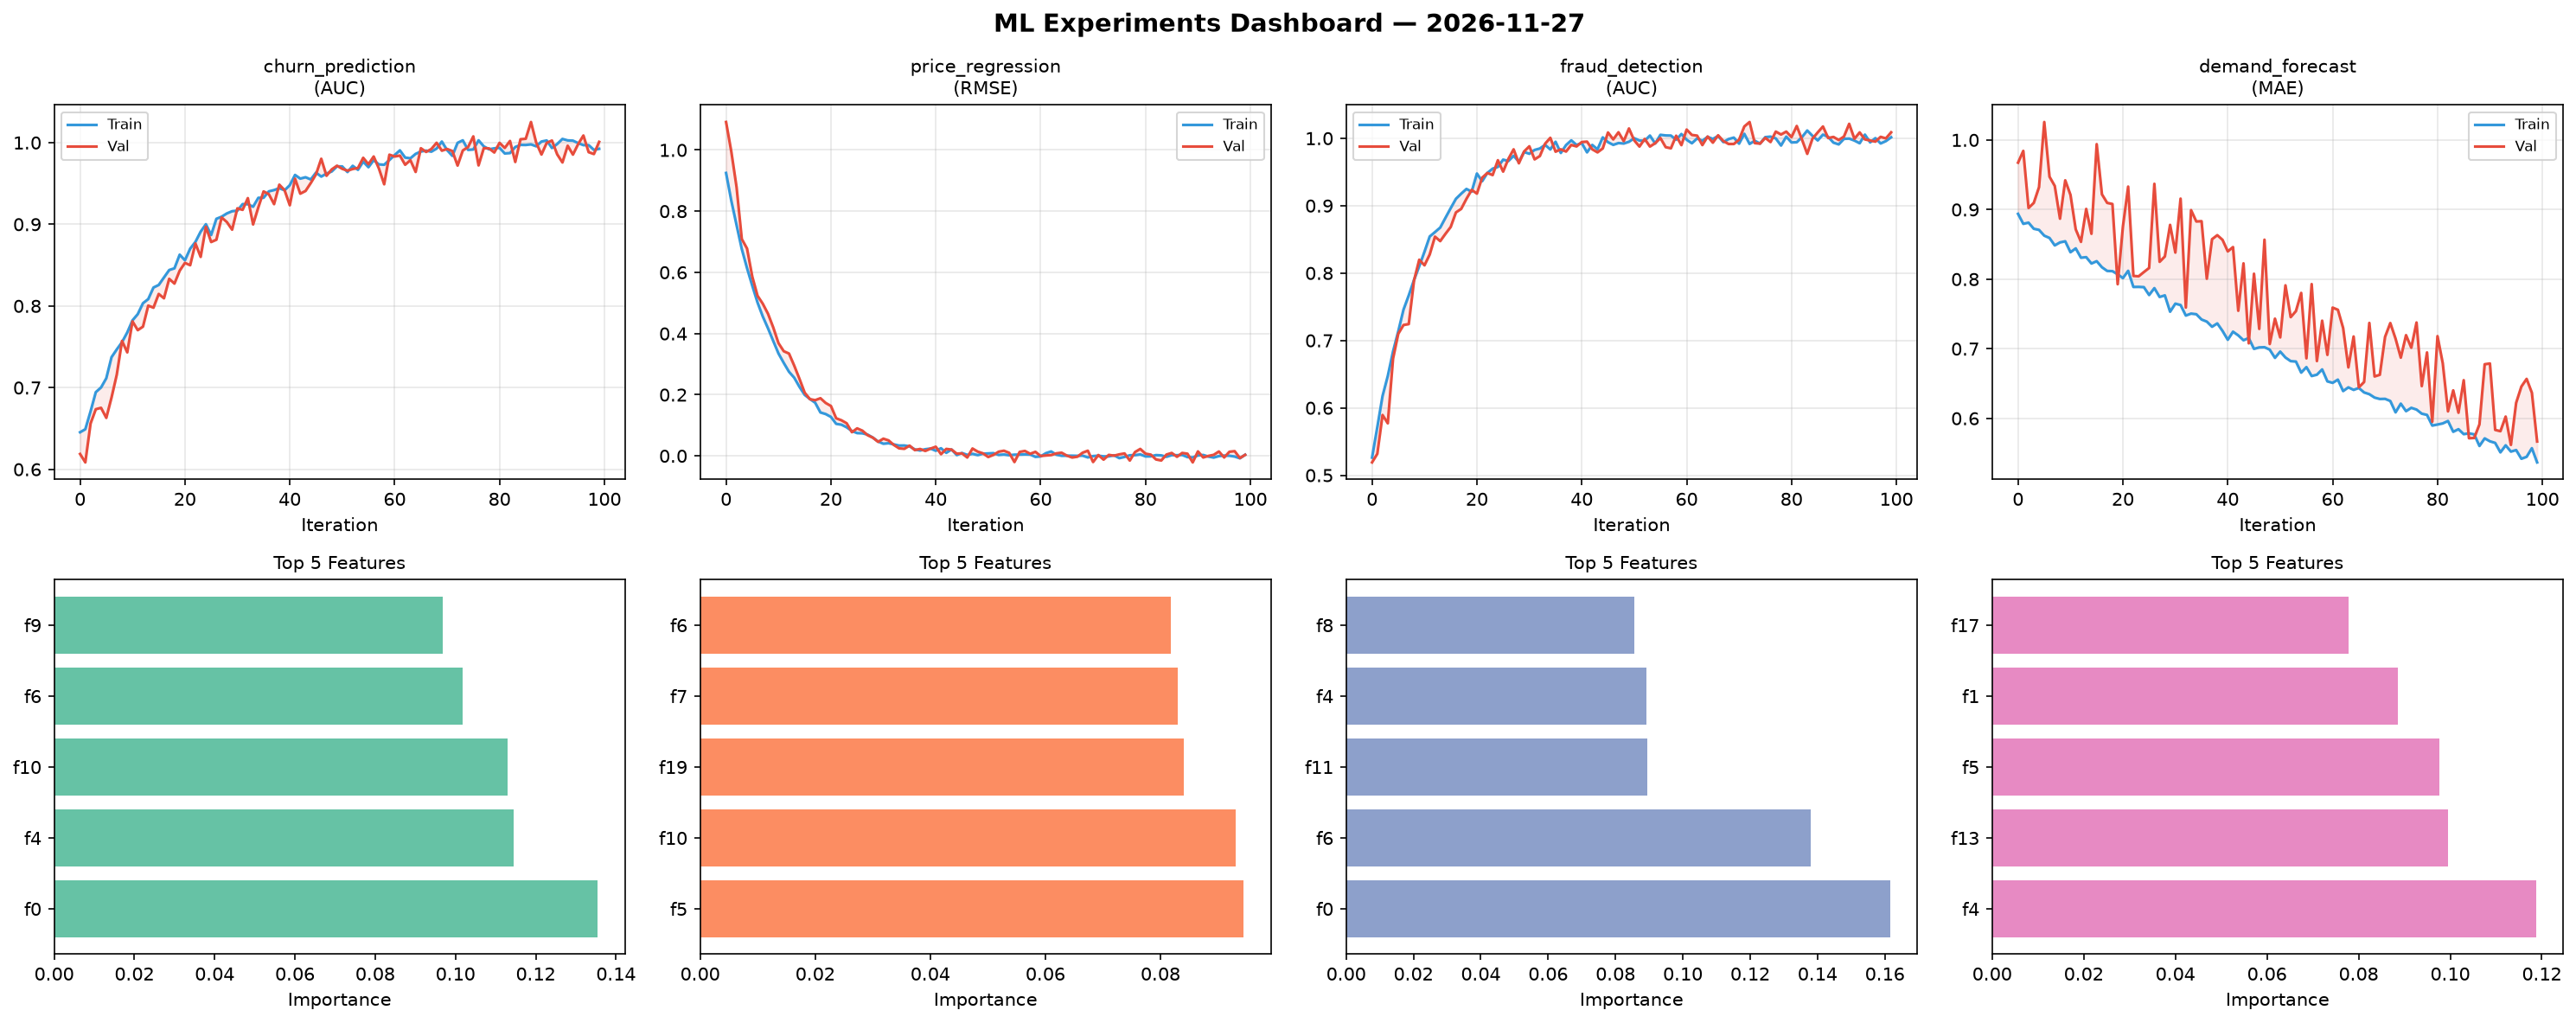 ML Experiments Dashboard — 2026-11-27
churn_prediction
(AUC)
Train
Val
1.0
0.9
0.8
0.7
0.6
0 20 40 60 80 100
Iteration
price_regression
(RMSE)
Train
Val
1.0
0.8
0.6
0.4
0.2
0.0
0 20 40 60 80 100
Iteration
fraud_detection
(AUC)
Train
Val
1.0
0.9
0.8
0.7
0.6
0.5
0 20 40 60 80 100
Iteration
demand_forecast
(MAE)
Train
Val
1.0
0.9
0.8
0.7
0.6
0 20 40 60 80 100
Iteration
Top 5 Features
f9
f6
f10
f4
f0
0.00 0.02 0.04 0.06 0.08 0.10 0.12 0.14
Importance
Top 5 Features
f6
f7
f19
f10
f5
0.00 0.02 0.04 0.06 0.08
Importance
Top 5 Features
f8
f4
f11
f6
f0
0.00 0.02 0.04 0.06 0.08 0.10 0.12 0.14 0.16
Importance
Top 5 Features
f17
f1
f5
f13
f4
0.00 0.02 0.04 0.06 0.08 0.10 0.12
Importance